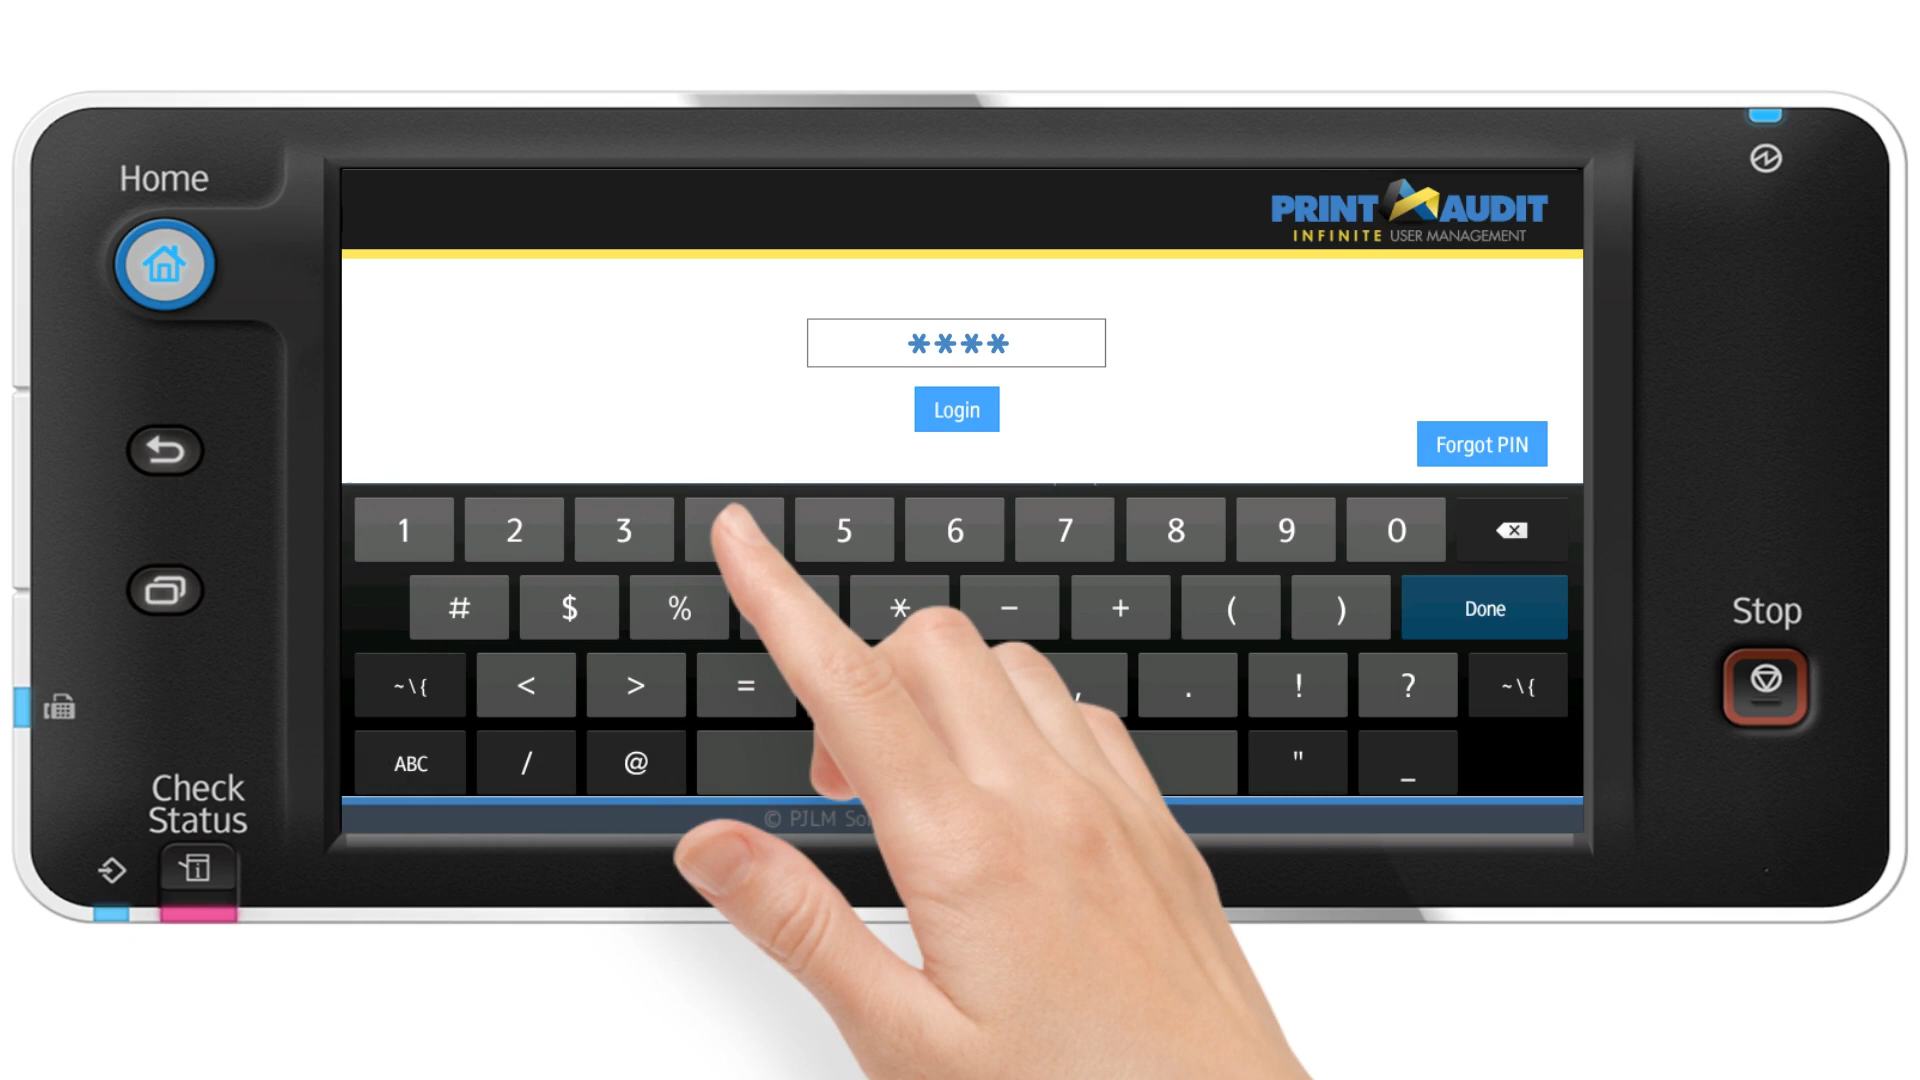 Home
PRINT AUDIT
INFINITE USER MANAGEMENT
****
Login
Forgot PIN
1 2 3 5 6 7 8 9 0
# $ % * - + ( ) Done
~\{ < > = , . ! ? ~\{
ABC / @ " _
Stop
© PJLM
Check
Status